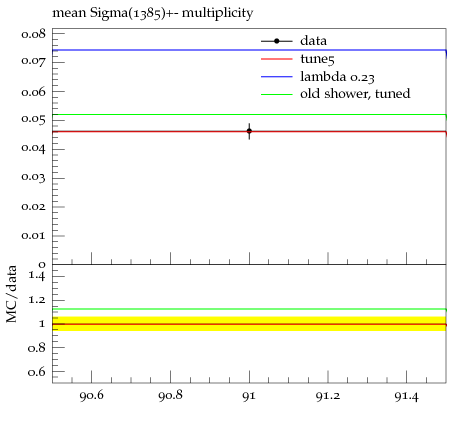 mean Sigma(1385)+- multiplicity
0.08
0.07
0.06
0.05
0.04
0.03
0.02
0.01
0
data
tune5
lambda 0.23
old shower, tuned
MC/data
1.4
1.2
1
0.8
0.6
90.6 90.8 91 91.2 91.4